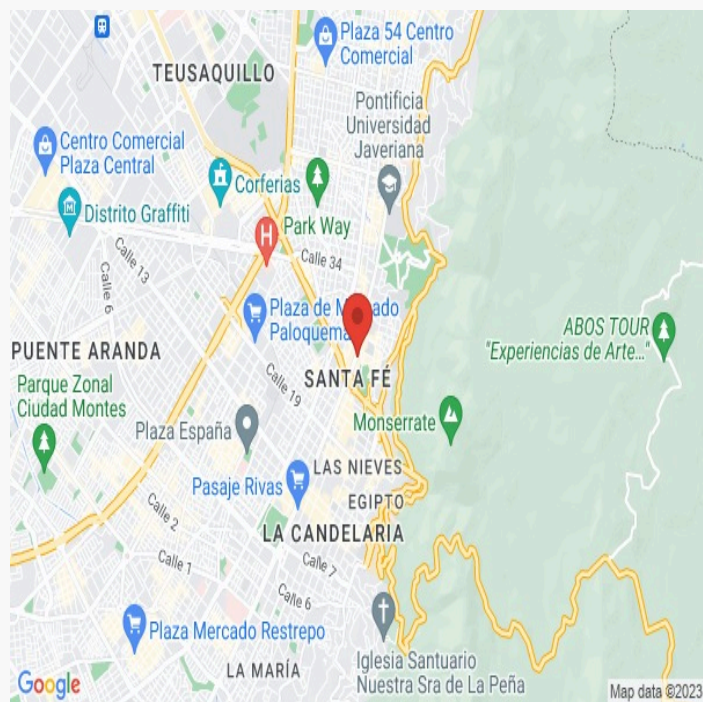 Plaza 54 Centro
Comercial
TEUSAQUILLO
Pontificia
Universidad
Javeriana
Centro Comercial
Plaza Central
Corferias
Distrito Graffiti
H
Park Way
Calle 13
Calle 34
Calle 6
Plaza de M cado
Paloquema
ABOS TOUR
"Experiencias de Arte..."
PUENTE ARANDA
Calle 19
SANTA FÉ
Parque Zonal
Ciudad Montes
Monserrate
Plaza España
LAS NIEVES
Pasaje Rivas
EGIPTO
Calle 2
LA CANDELARIA
Calle 1
Calle 7
Calle 6
Plaza Mercado Restrepo
Iglesia Santuario
Nuestra Sra de La Peña
LA MARÍA
Google
Map data ©2023